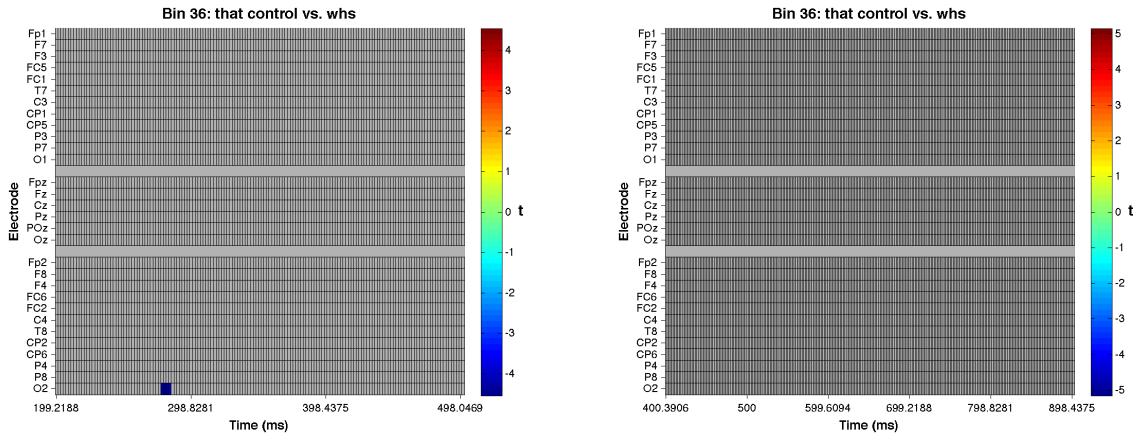 Bin 36: that control vs. whs
Fp1
F7
F3
FC5
FC1
T7
C3
CP1
CP5
P3
P7
O1
Fpz
Fz
Cz
Pz
POz
Oz
Fp2
F8
F4
FC6
FC2
C4
T8
CP2
CP6
P4
P8
O2
Electrode
199.2188 298.8281 398.4375 498.0469
Time (ms)
4
3
2
1
0
-1
-2
-3
-4
t
Bin 36: that control vs. whs
Fp1
F7
F3
FC5
FC1
T7
C3
CP1
CP5
P3
P7
O1
Fpz
Fz
Cz
Pz
POz
Oz
Fp2
F8
F4
FC6
FC2
C4
T8
CP2
CP6
P4
P8
O2
Electrode
400.3906 500 599.6094 699.2188 798.8281 898.4375
Time (ms)
5
4
3
2
1
0
-1
-2
-3
-4
-5
t